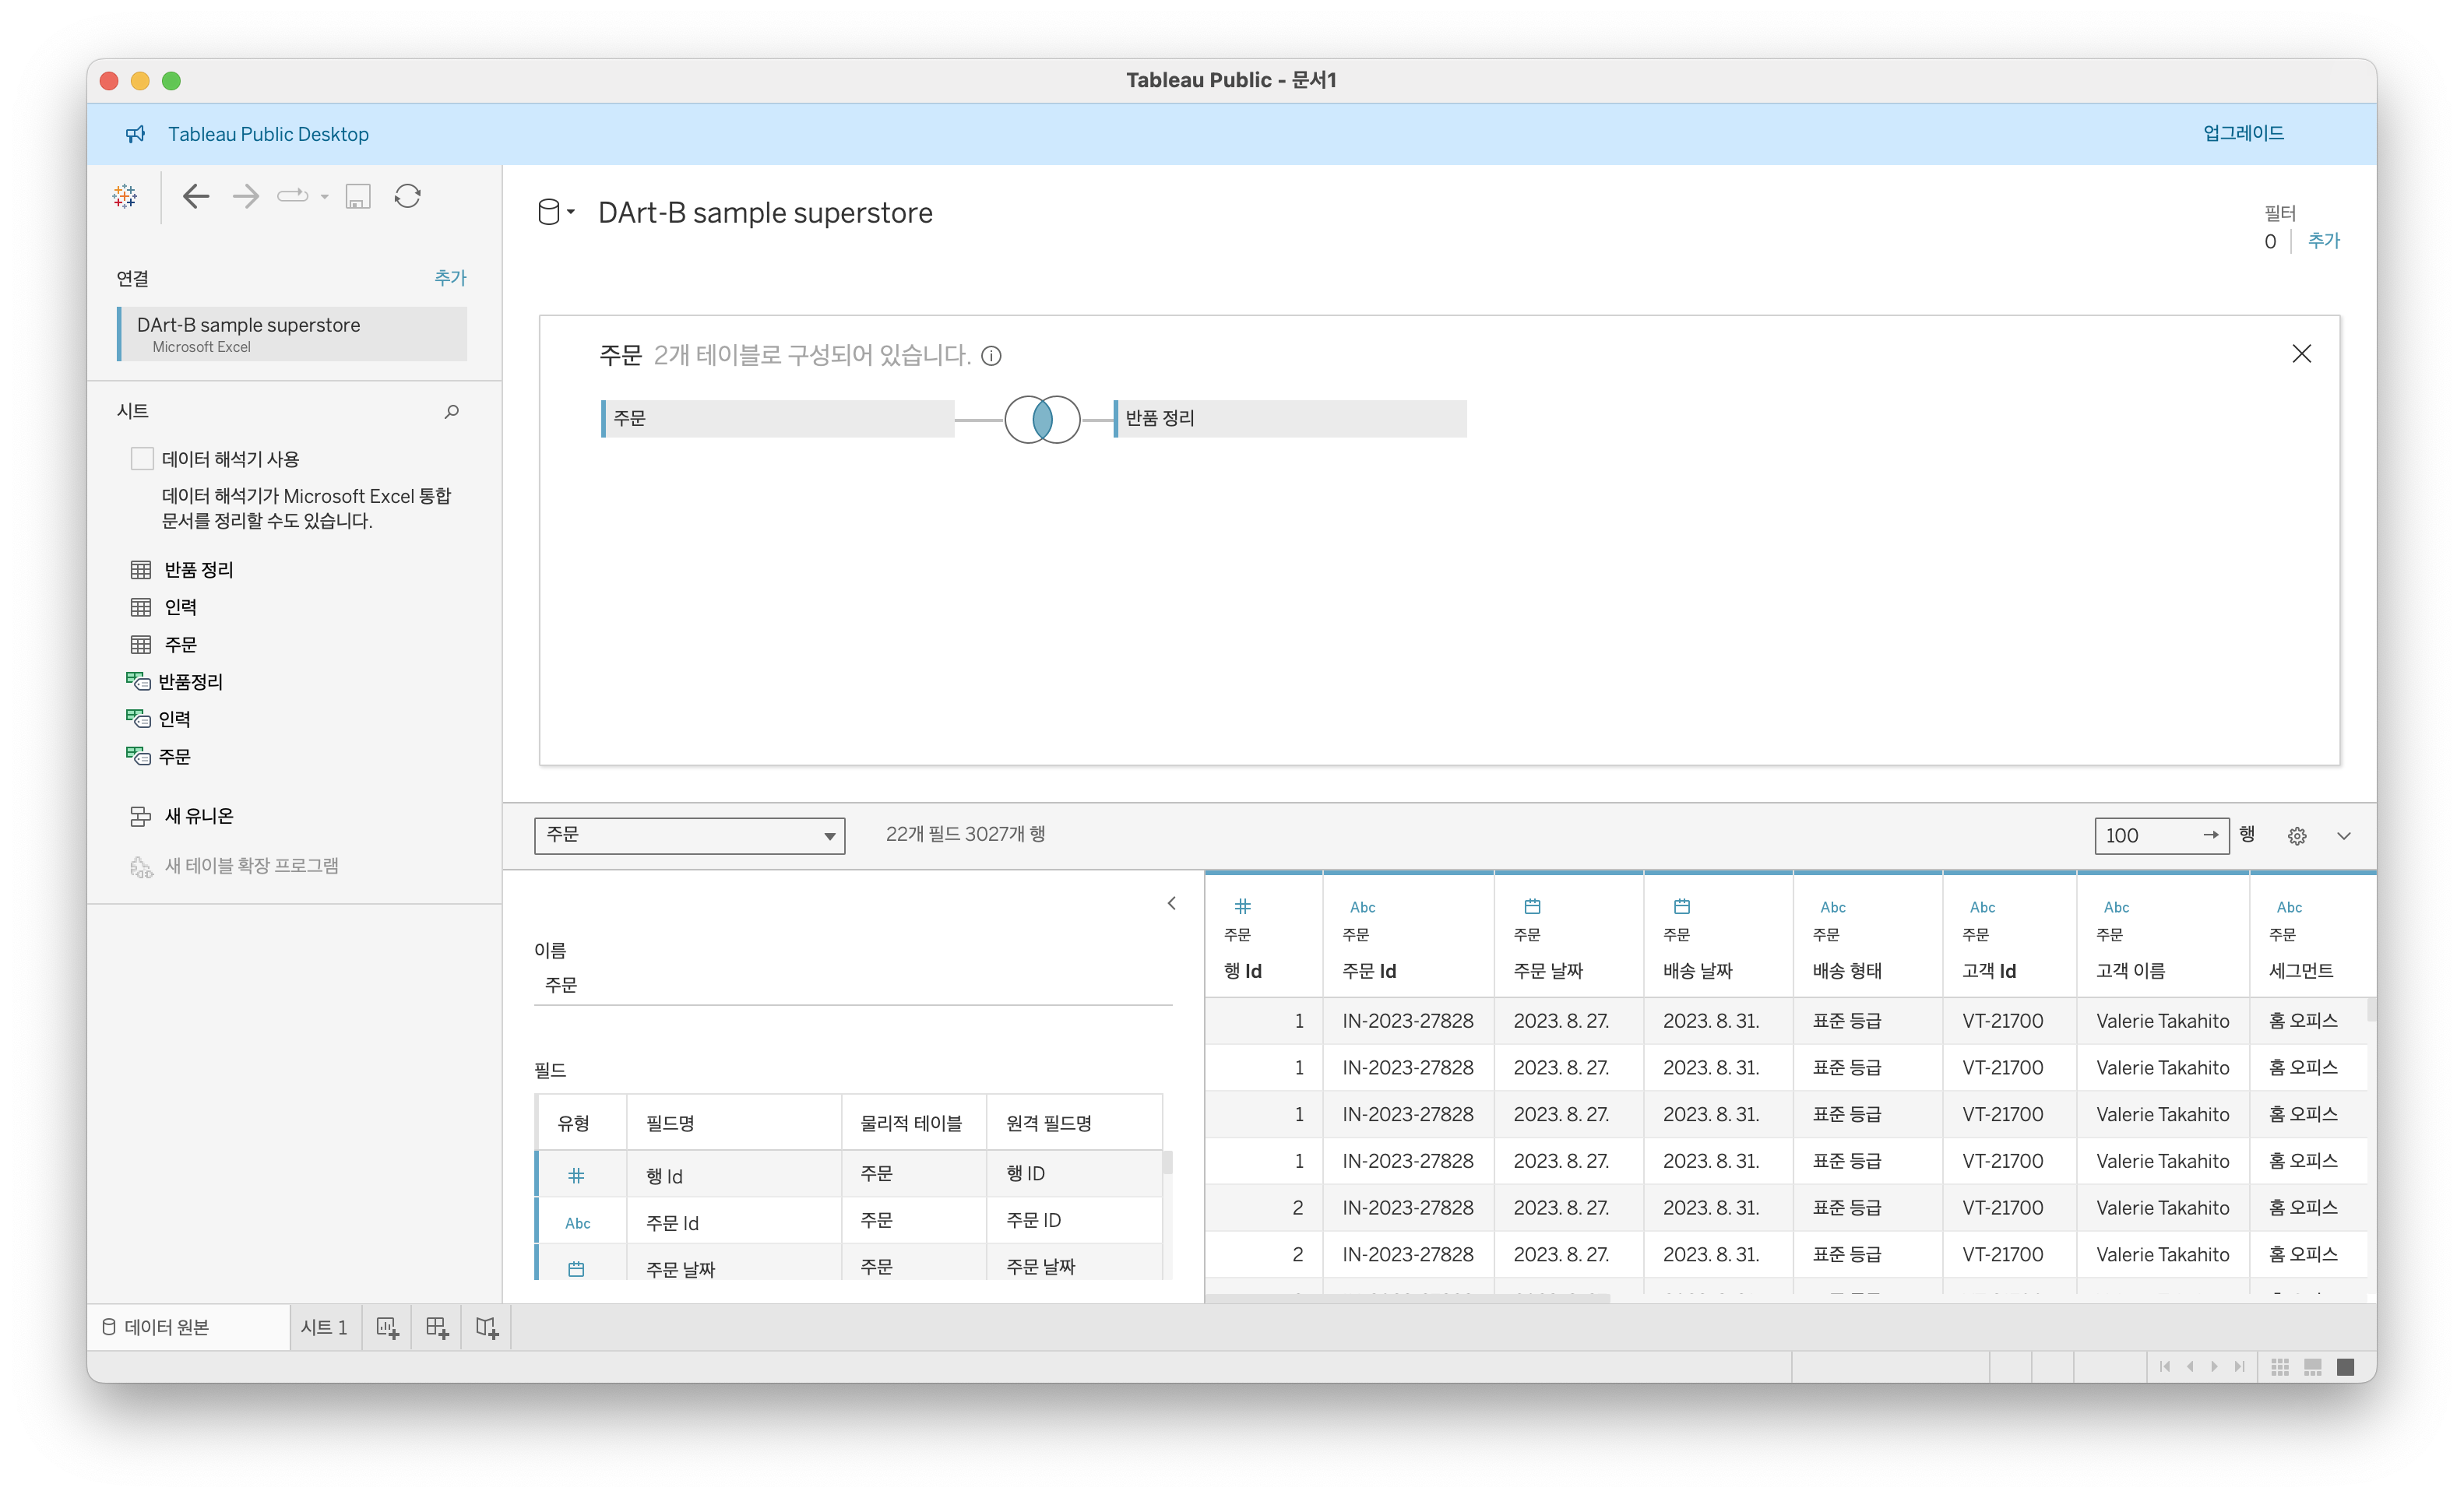 Tableau Public - 문서1
Tableau Public Desktop
업그레이드
연결
추가
DArt-B sample superstore
Microsoft Excel
시트
데이터 해석기 사용
데이터 해석기가 Microsoft Excel 통합
문서를 정리할 수도 있습니다.
반품 정리
인력
주문
반품정리
인력
주문
새 유니온
새 테이블 확장 프로그램
DArt-B sample superstore
필터
0 추가
주문 2개 테이블로 구성되어 있습니다.
주문
반품 정리
주문
22개 필드 3027개 행
100 → 행
이름
주문
필드
유형 필드명 물리적 테이블 원격 필드명
# 행 Id 주문 행 ID
Abc 주문 Id 주문 주문 ID
주문 날짜 주문 주문 날짜
# Abc Abc Abc Abc Abc
주문 주문 주문 주문 주문 주문 주문 주문
행 Id 주문 Id 주문 날짜 배송 날짜 배송 형태 고객 Id 고객 이름 세그먼트
1 IN-2023-27828 2023. 8. 27. 2023. 8. 31. 표준 등급 VT-21700 Valerie Takahito 홈 오피스
1 IN-2023-27828 2023. 8. 27. 2023. 8. 31. 표준 등급 VT-21700 Valerie Takahito 홈 오피스
1 IN-2023-27828 2023. 8. 27. 2023. 8. 31. 표준 등급 VT-21700 Valerie Takahito 홈 오피스
1 IN-2023-27828 2023. 8. 27. 2023. 8. 31. 표준 등급 VT-21700 Valerie Takahito 홈 오피스
2 IN-2023-27828 2023. 8. 27. 2023. 8. 31. 표준 등급 VT-21700 Valerie Takahito 홈 오피스
2 IN-2023-27828 2023. 8. 27. 2023. 8. 31. 표준 등급 VT-21700 Valerie Takahito 홈 오피스
데이터 원본
시트 1